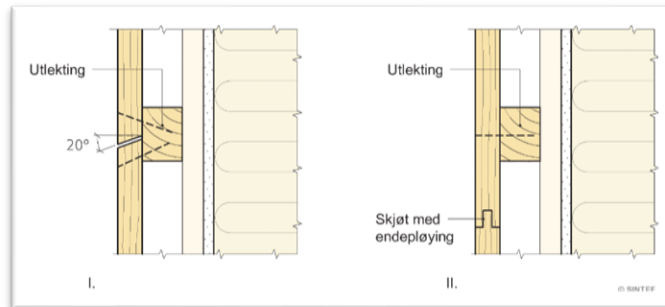 Utlekting
20°
I.
Utlekting
Skjøt med
endepløying
II.
© SINTEF